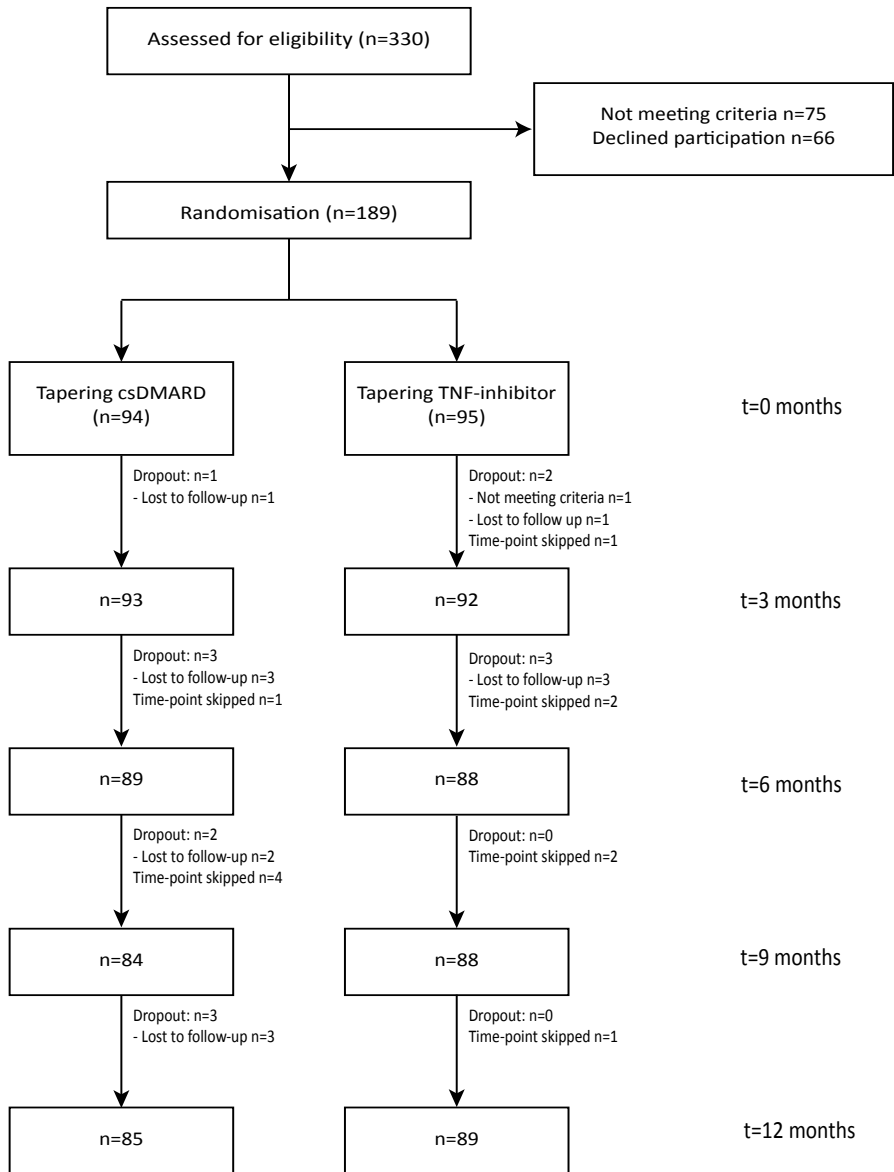 Assessed for eligibility (n=330)
Not meeting criteria n=75
Declined participation n=66
Randomisation (n=189)
Tapering csDMARD
(n=94)
Tapering TNF-inhibitor
(n=95)
t=0 months
Dropout: n=1
- Lost to follow-up n=1
Dropout: n=2
- Not meeting criteria n=1
- Lost to follow up n=1
Time-point skipped n=1
n=93
n=92
t=3 months
Dropout: n=3
- Lost to follow-up n=3
Time-point skipped n=1
Dropout: n=3
- Lost to follow-up n=3
Time-point skipped n=2
n=89
n=88
t=6 months
Dropout: n=2
- Lost to follow-up n=2
Time-point skipped n=4
Dropout: n=0
Time-point skipped n=2
n=84
n=88
t=9 months
Dropout: n=3
- Lost to follow-up n=3
Dropout: n=0
Time-point skipped n=1
n=85
n=89
t=12 months